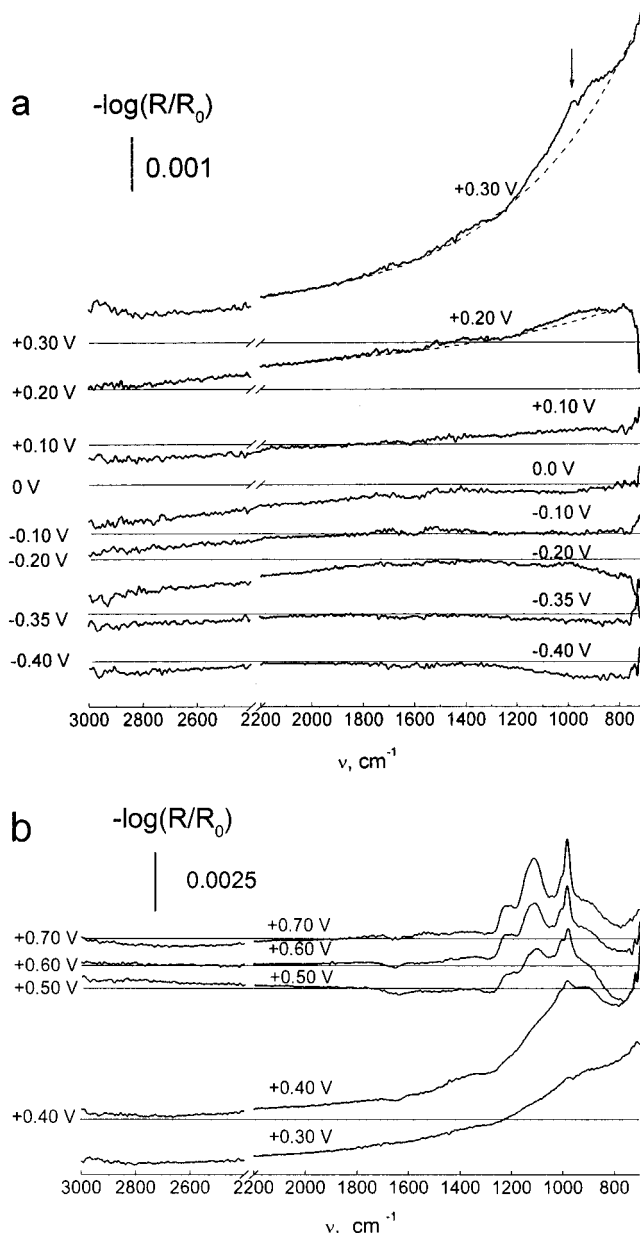 a
-log(R/R0)
0.001
+0.30 V
+0.20 V
+0.30 V
+0.20 V
+0.10 V
+0.10 V
0.0 V
0 V
-0.10 V
-0.10 V
-0.20 V
-0.20 V
-0.35 V
-0.35 V
-0.40 V
-0.40 V
3000 2800 2600 2200 2000 1800 1600 1400 1200 1000 800
ν, cm-1
b
-log(R/R0)
0.0025
+0.70 V
+0.70 V
+0.60 V
+0.60 V
+0.50 V
+0.50 V
+0.40 V
+0.40 V
+0.30 V
3000 2800 2600 2200 2000 1800 1600 1400 1200 1000 800
ν, cm-1